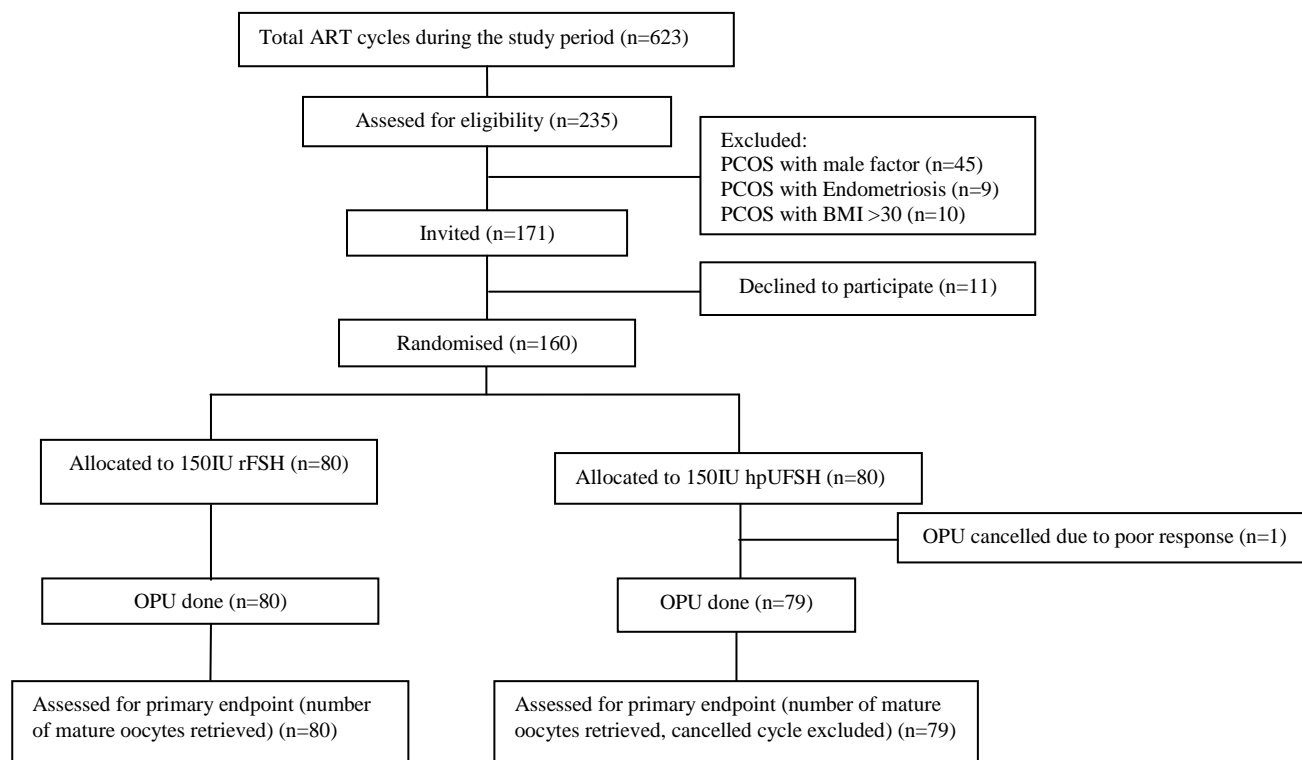 Total ART cycles during the study period (n=623)
Assesed for eligibility (n=235)
Excluded:
PCOS with male factor (n=45)
PCOS with Endometriosis (n=9)
PCOS with BMI >30 (n=10)
Invited (n=171)
Declined to participate (n=11)
Randomised (n=160)
Allocated to 150IU rFSH (n=80)
Allocated to 150IU hpUFSH (n=80)
OPU cancelled due to poor response (n=1)
OPU done (n=80)
OPU done (n=79)
Assessed for primary endpoint (number
of mature oocytes retrieved) (n=80)
Assessed for primary endpoint (number of mature
oocytes retrieved, cancelled cycle excluded) (n=79)